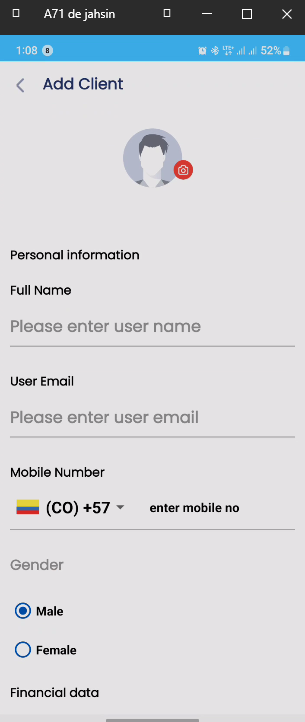 A71 de jahsin
1:08 8 52%
Add Client
Personal information
Full Name
Please enter user name
User Email
Please enter user email
Mobile Number
(CO) +57 enter mobile no
Gender
Male
Female
Financial data